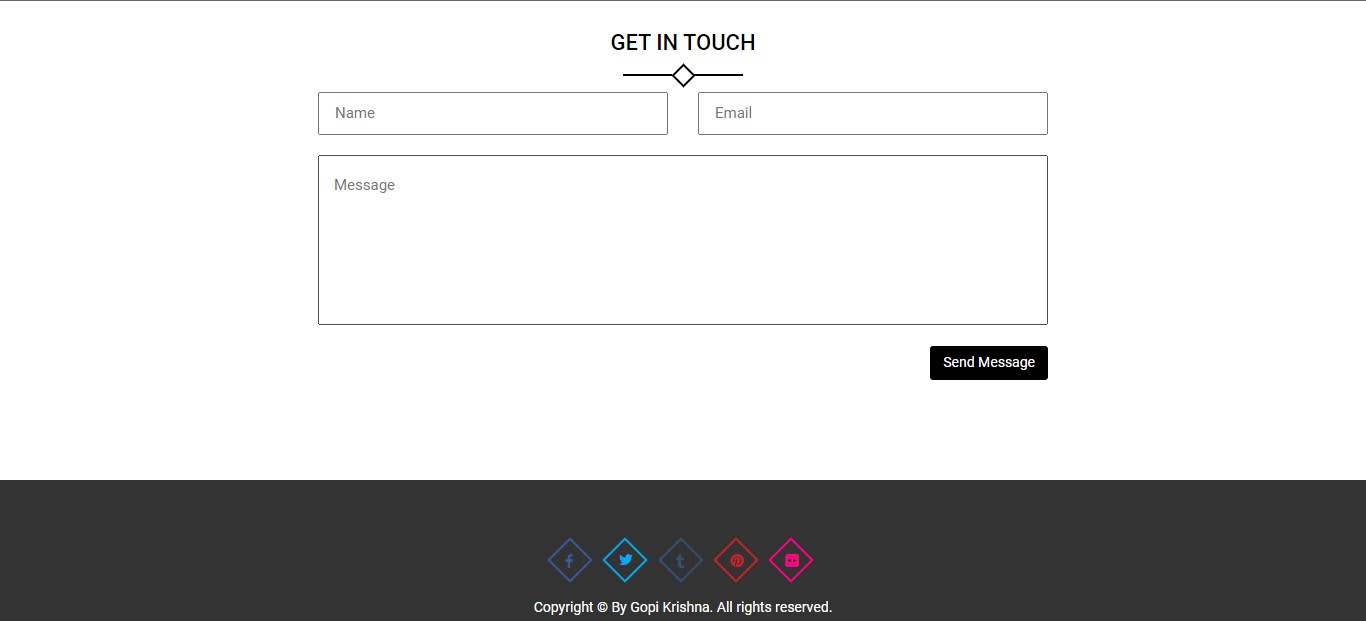 GET IN TOUCH
Name
Email
Message
Send Message
Copyright © By Gopi Krishna. All rights reserved.